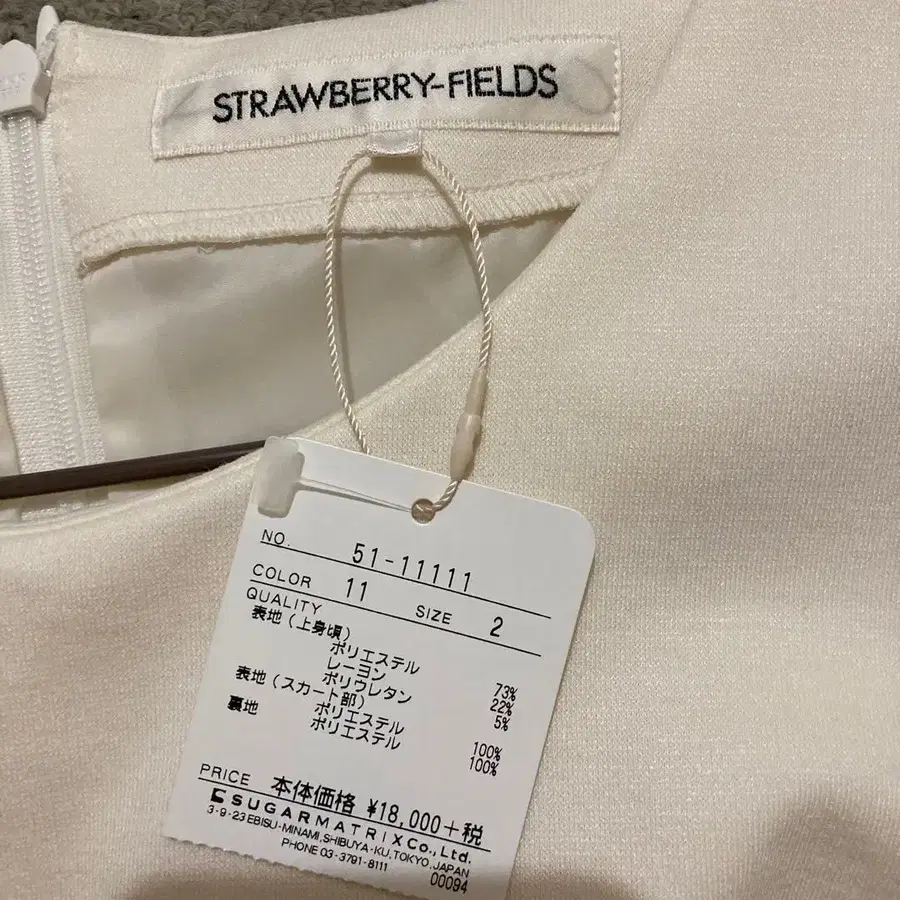 STRAWBERRY-FIELDS
NO. 51-11111
COLOR 11 SIZE 2
QUALITY
表地(上身頃)
ポリエステル 73%
レーヨン 22%
ポリウレタン 5%
表地(スカート部)
ポリエステル 100%
裏地 ポリエステル 100%
PRICE 本体価格 ¥18,000+税
SUGARMATRIX Co., Ltd.
3-9-23 EBISU-MINAMI, SHIBUYA-KU, TOKYO, JAPAN
PHONE 03-3791-8111
00094